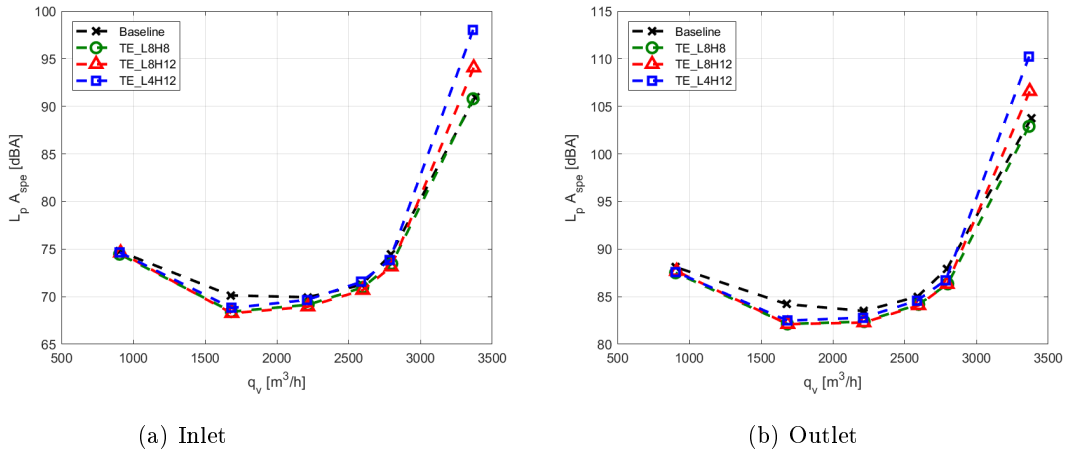 100
95
90
85
80
75
70
65
L_p A_spe [dBA]
Baseline
TE_L8H8
TE_L8H12
TE_L4H12
500 1000 1500 2000 2500 3000 3500
q_v [m^3/h]
(a) Inlet
115
110
105
100
95
90
85
80
L_p A_spe [dBA]
Baseline
TE_L8H8
TE_L8H12
TE_L4H12
500 1000 1500 2000 2500 3000 3500
q_v [m^3/h]
(b) Outlet